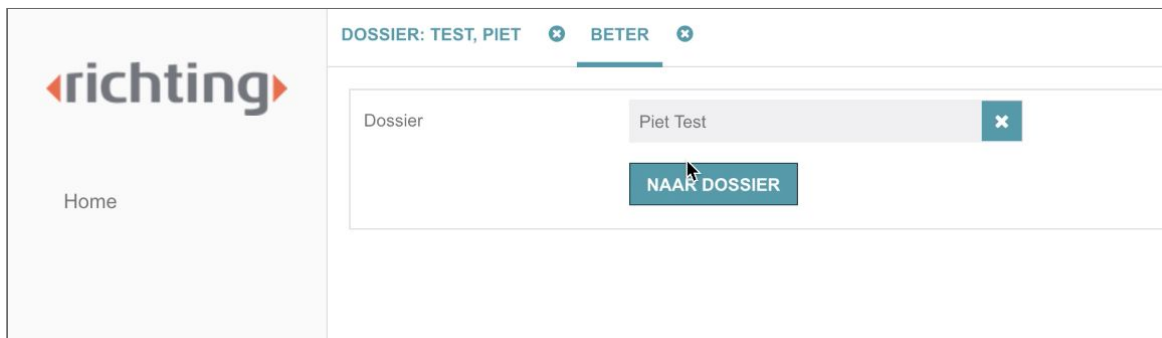 DOSSIER: TEST, PIET BETER
richting
Dossier Piet Test
NAAR DOSSIER
Home